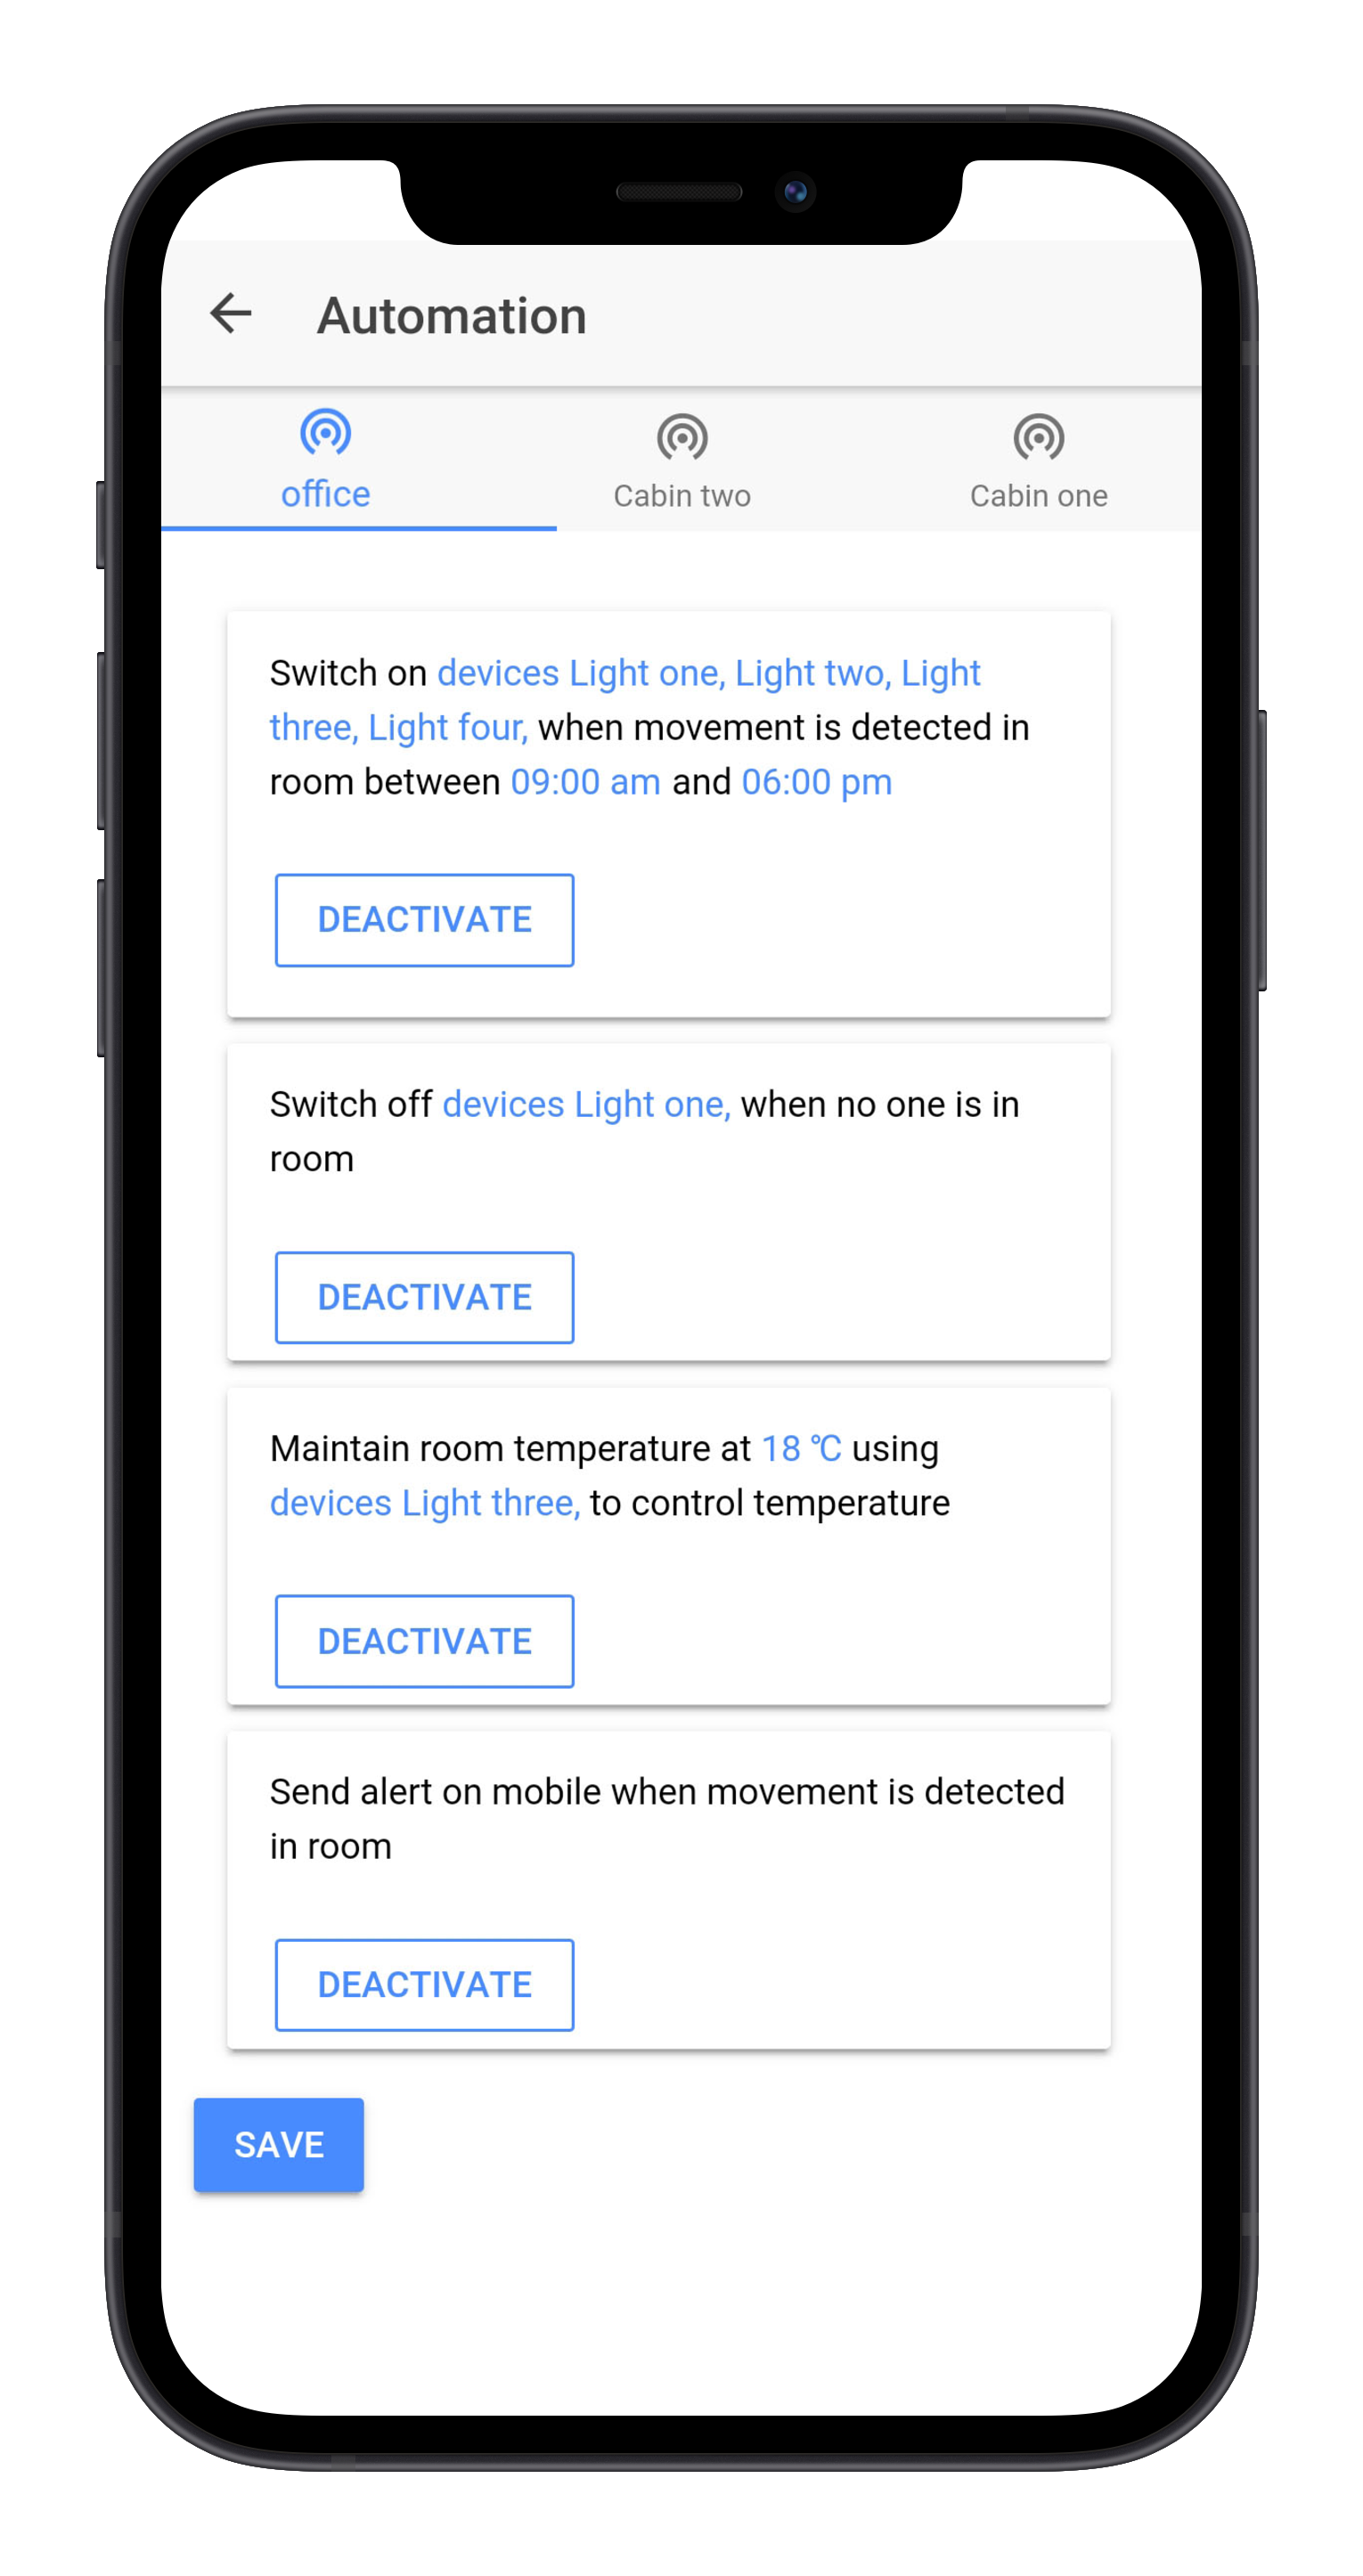 Automation
office
Cabin two
Cabin one
Switch on devices Light one, Light two, Light
three, Light four, when movement is detected in
room between 09:00 am and 06:00 pm
DEACTIVATE
Switch off devices Light one, when no one is in
room
DEACTIVATE
Maintain room temperature at 18 ℃ using
devices Light three, to control temperature
DEACTIVATE
Send alert on mobile when movement is detected
in room
DEACTIVATE
SAVE